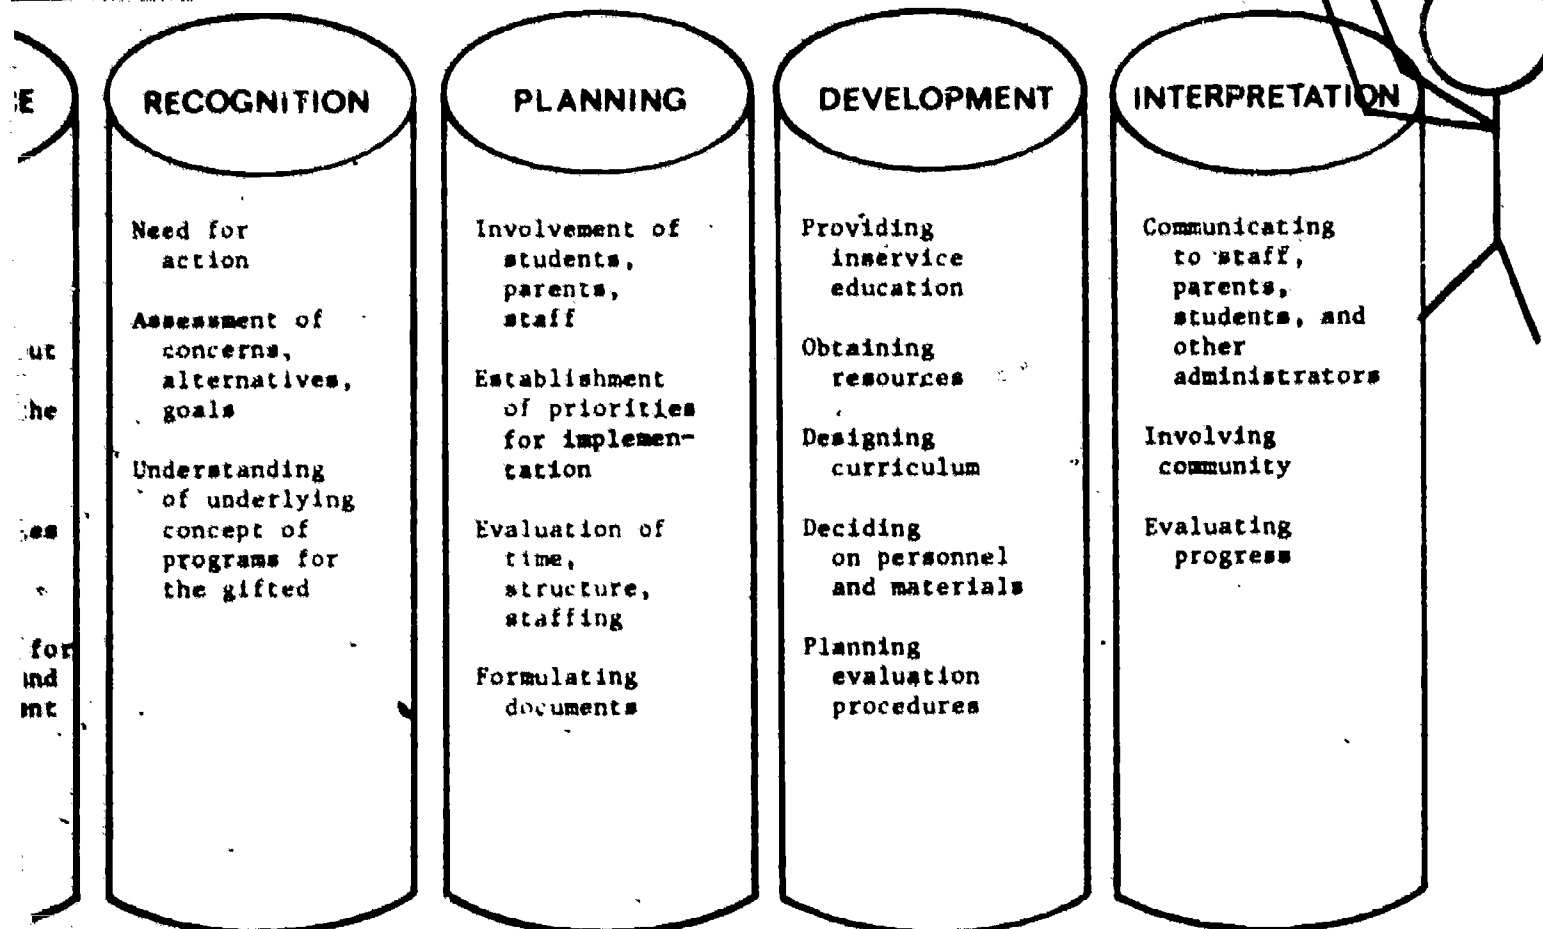 RECOGNITION
Need for
action
Assessment of
concerns,
alternatives,
goals
Understanding
of underlying
concept of
programs for
the gifted
PLANNING
Involvement of
students,
parents,
staff
Establishment
of priorities
for implemen-
tation
Evaluation of
time,
structure,
staffing
Formulating
documents
DEVELOPMENT
Providing
inservice
education
Obtaining
resources
Designing
curriculum
Deciding
on personnel
and materials
Planning
evaluation
procedures
INTERPRETATION
Communicating
to staff,
parents,
students, and
other
administrators
Involving
community
Evaluating
progress